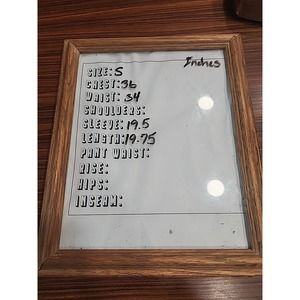 Inches
SIZE: S
CHEST: 36
WAIST: 34
SHOULDERS:
SLEEVE: 19.5
LENGTH: 19.75
PANT WAIST:
RISE:
HIPS:
INSEAM: